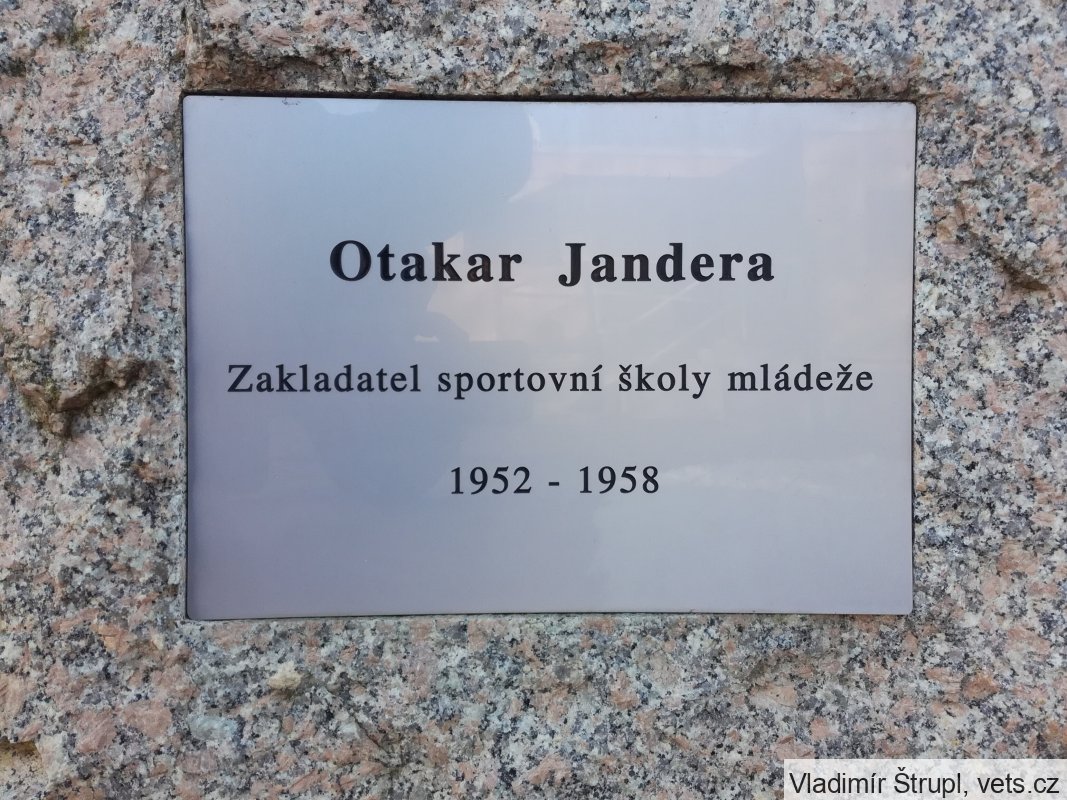 Otakar Jandera
Zakladatel sportovní školy mládeže
1952 - 1958
Vladimír Štrupl, vets.cz